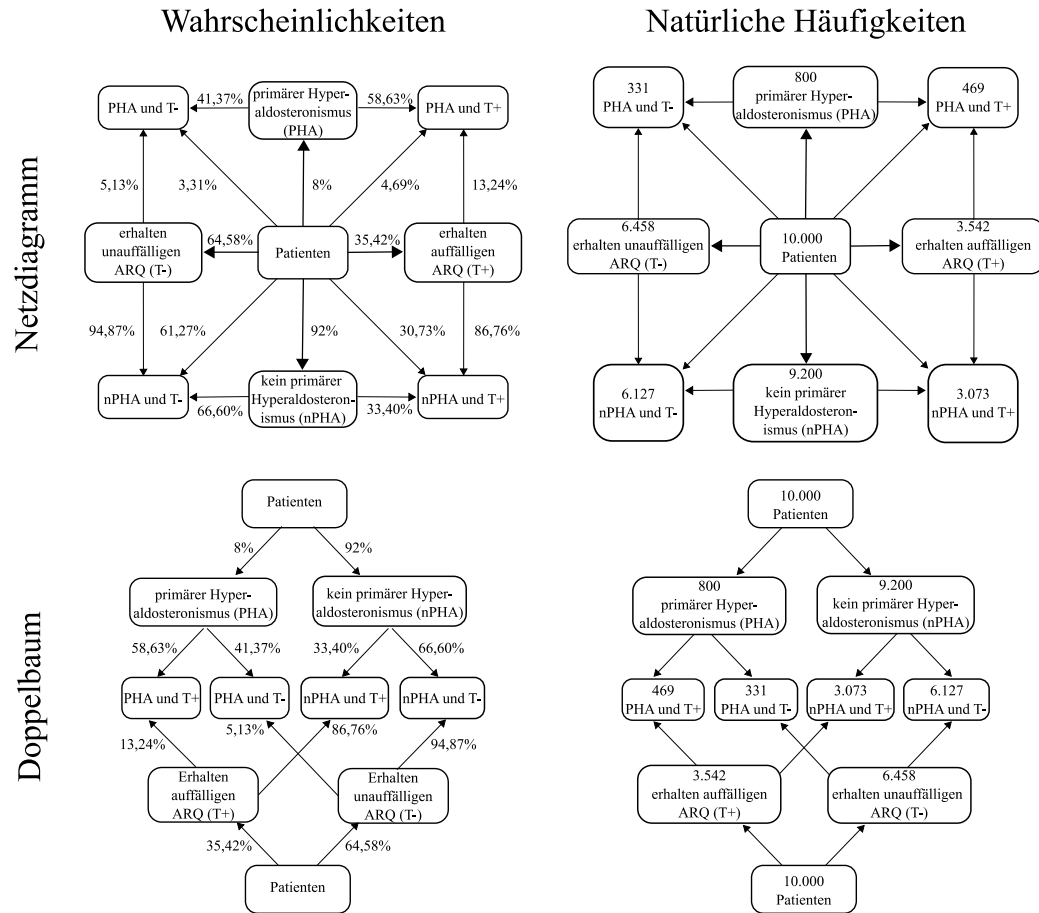 Wahrscheinlichkeiten
Natürliche Häufigkeiten
Netzdiagramm
PHA und T-
41,37%
primärer Hyper-
aldosteronismus
(PHA)
58,63%
PHA und T+
5,13%
3,31%
8%
4,69%
13,24%
erhalten
unauffälligen
ARQ (T-)
64,58%
Patienten
35,42%
erhalten
auffälligen
ARQ (T+)
94,87%
61,27%
92%
30,73%
86,76%
nPHA und T-
66,60%
kein primärer
Hyperaldosteron-
ismus (nPHA)
33,40%
nPHA und T+
331
PHA und T-
800
primärer Hyper-
aldosteronismus (PHA)
469
PHA und T+
6.458
erhalten unauffälligen
ARQ (T-)
10.000
Patienten
3.542
erhalten auffälligen
ARQ (T+)
6.127
nPHA und T-
9.200
kein primärer
Hyperaldosteron-
ismus (nPHA)
3.073
nPHA und T+
Doppelbaum
Patienten
8%
92%
primärer Hyper-
aldosteronismus (PHA)
kein primärer Hyper-
aldosteronismus (nPHA)
58,63%
41,37%
33,40%
66,60%
PHA und T+
PHA und T-
nPHA und T+
nPHA und T-
13,24%
5,13%
86,76%
94,87%
Erhalten
auffälligen
ARQ (T+)
Erhalten
unauffälligen
ARQ (T-)
35,42%
64,58%
Patienten
10.000
Patienten
800
primärer Hyper-
aldosteronismus (PHA)
9.200
kein primärer Hyper-
aldosteronismus (nPHA)
469
PHA und T+
331
PHA und T-
3.073
nPHA und T+
6.127
nPHA und T-
3.542
erhalten auffälligen
ARQ (T+)
6.458
erhalten unauffälligen
ARQ (T-)
10.000
Patienten